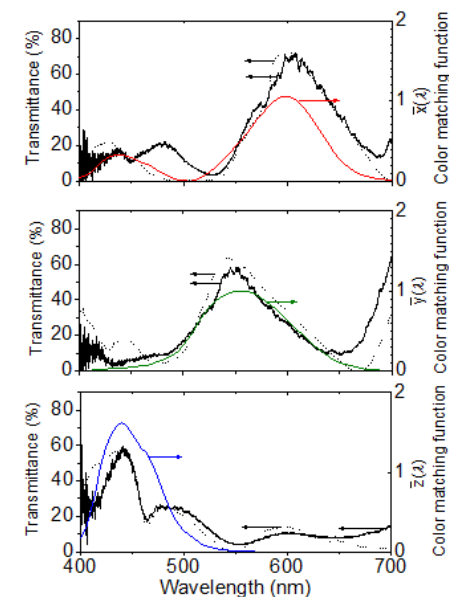 Transmittance (%)
80
60
40
20
0
2
1
0
x̄(λ)
Color matching function
Transmittance (%)
80
60
40
20
0
2
1
0
ȳ(λ)
Color matching function
Transmittance (%)
80
60
40
20
0
2
1
0
z̄(λ)
Color matching function
400 500 600 700
Wavelength (nm)